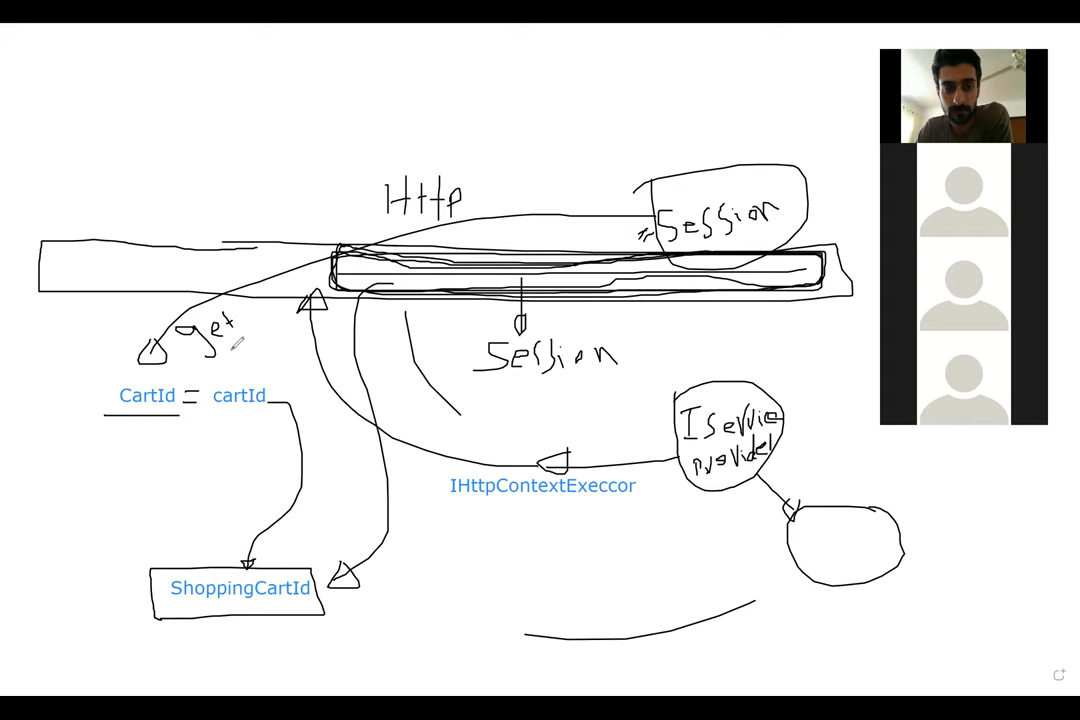 Http
Session
get
Session
CartId = cartId
IService
Provider
IHttpContextExeccor
ShoppingCartId